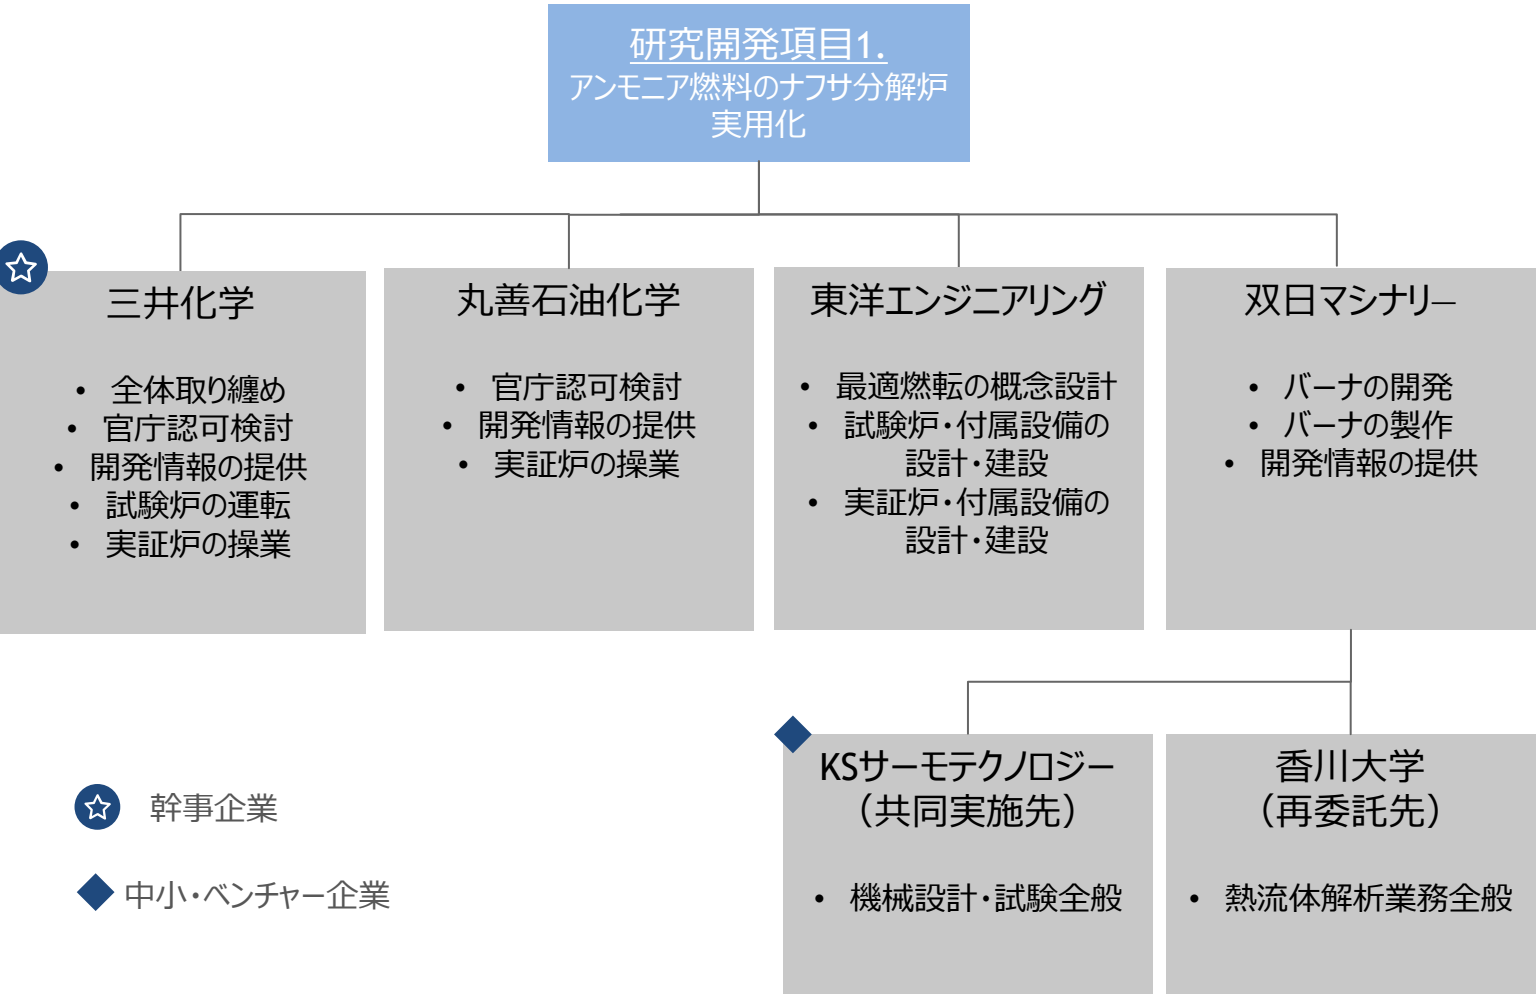 研究開発項目1.
アンモニア燃料のナフサ分解炉
実用化
三井化学
• 全体取り纏め
• 官庁認可検討
• 開発情報の提供
• 試験炉の運転
• 実証炉の操業
丸善石油化学
• 官庁認可検討
• 開発情報の提供
• 実証炉の操業
東洋エンジニアリング
• 最適燃転の概念設計
• 試験炉・付属設備の
設計・建設
• 実証炉・付属設備の
設計・建設
双日マシナリー
• バーナの開発
• バーナの製作
• 開発情報の提供
KSサーモテクノロジー
（共同実施先）
• 機械設計・試験全般
香川大学
（再委託先）
• 熱流体解析業務全般
幹事企業
中小・ベンチャー企業